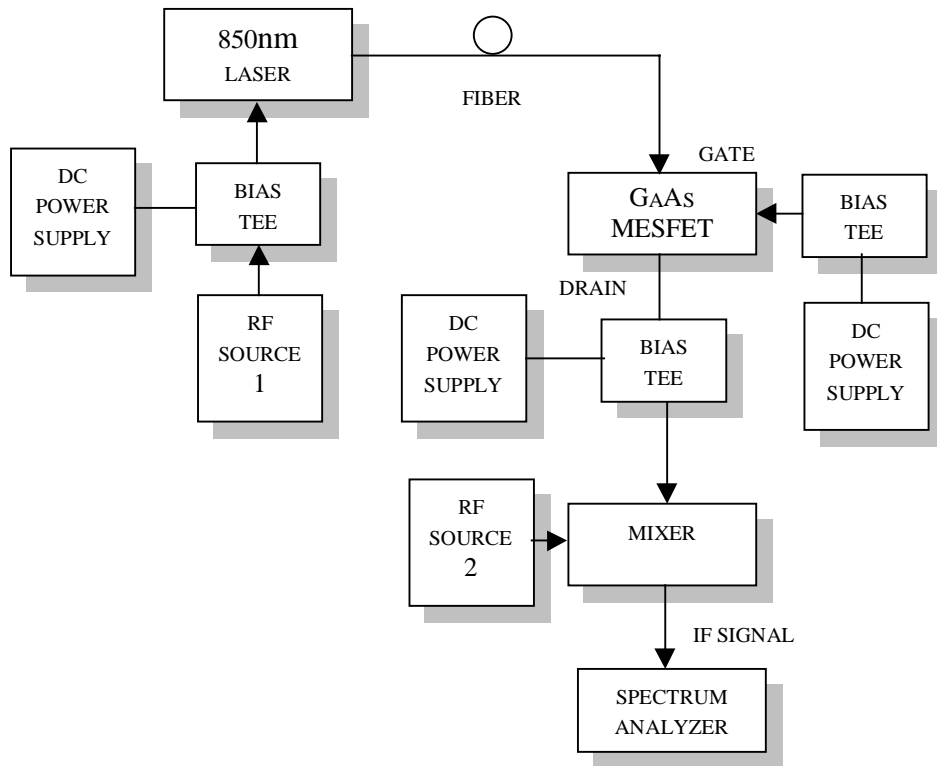 850nm
LASER
FIBER
GATE
DC
POWER
SUPPLY
BIAS
TEE
GAAS
MESFET
BIAS
TEE
DRAIN
RF
SOURCE
1
DC
POWER
SUPPLY
BIAS
TEE
DC
POWER
SUPPLY
RF
SOURCE
2
MIXER
IF SIGNAL
SPECTRUM
ANALYZER